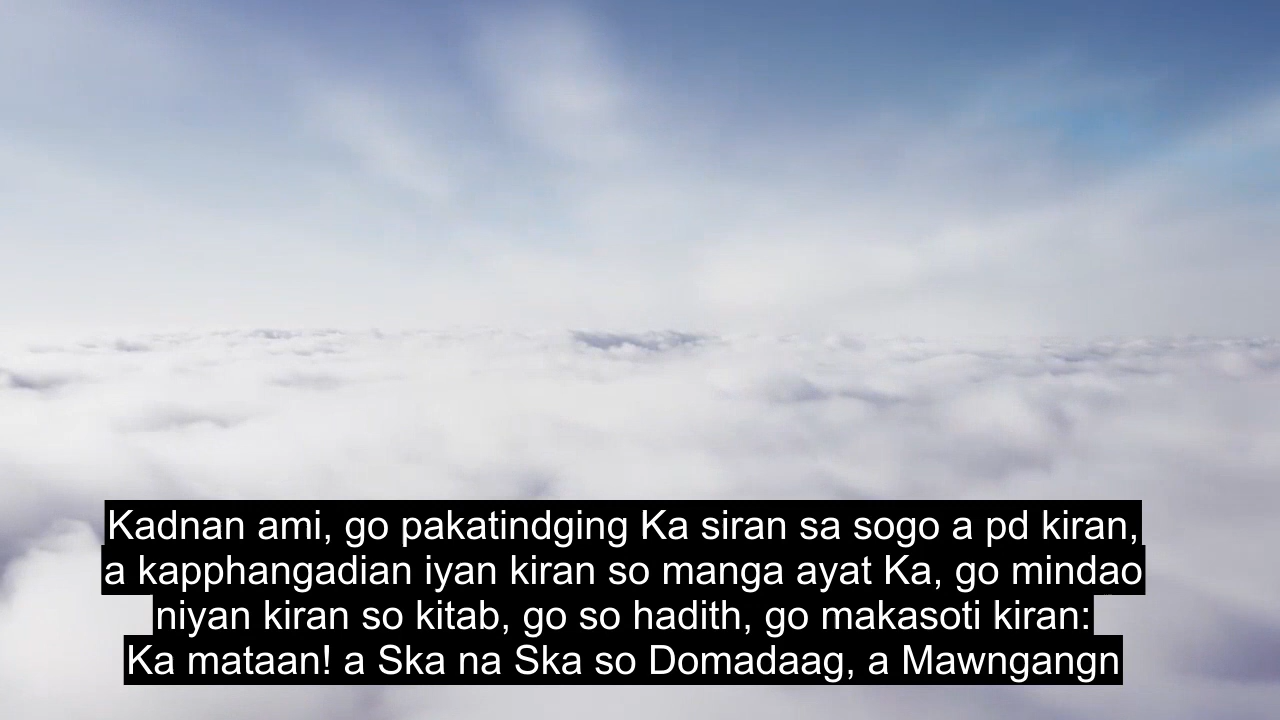 Kadnan ami, go pakatindging Ka siran sa sogo a pd kiran,
a kapphangadian iyan kiran so manga ayat Ka, go mindao
niyan kiran so kitab, go so hadith, go makasoti kiran:
Ka mataan! a Ska na Ska so Domadaag, a Mawngangn